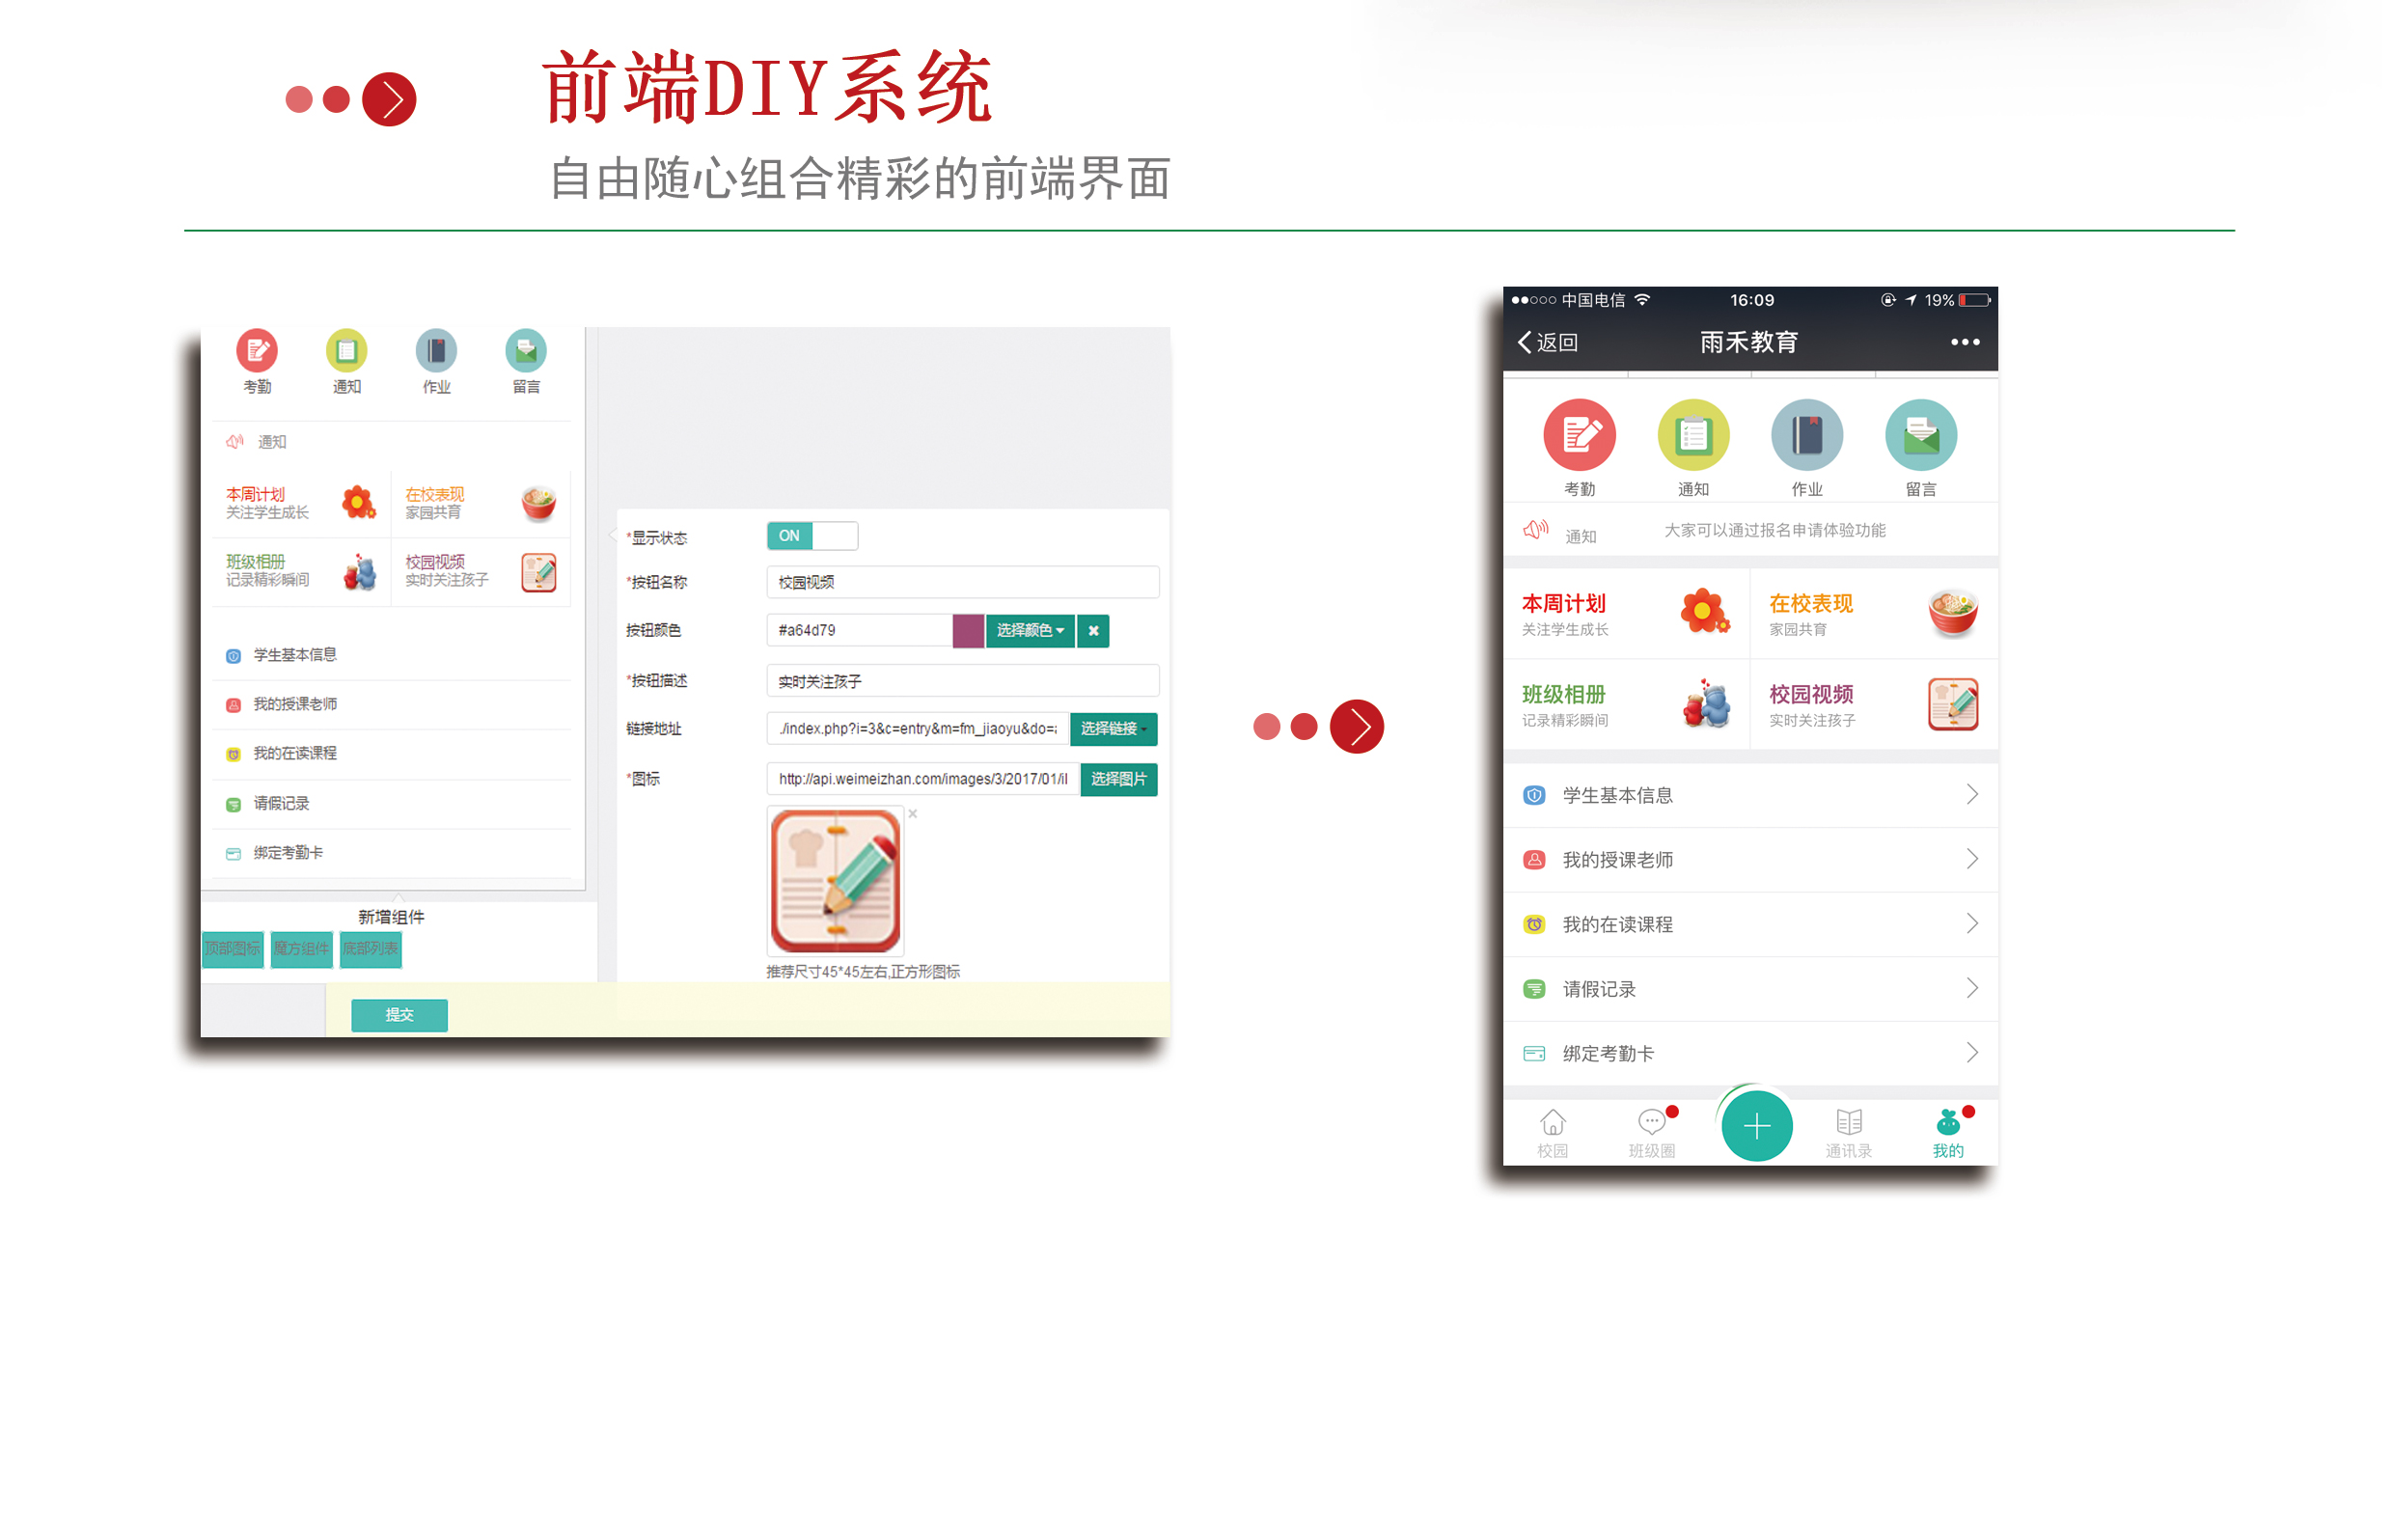 前端DIY系统
自由随心组合精彩的前端界面
考勤 通知 作业 留言
通知
本周计划 在校表现
关注学生成长 家园共育
班级相册 校园视频
记录精彩瞬间 实时关注孩子
学生基本信息
我的授课老师
我的在读课程
请假记录
绑定考勤卡
新增组件
顶部图标 魔方组件 底部列表
提交
*显示状态 ON
*按钮名称 校园视频
按钮颜色 #a64d79 选择颜色
*按钮描述 实时关注孩子
链接地址 ./index.php?i=3&c=entry&m=fm_jiaoyu&do=a 选择链接
*图标 http://api.weimeizhan.com/images/3/2017/01/il 选择图片
推荐尺寸45*45左右,正方形图标
中国电信 16:09 19%
返回 雨禾教育
考勤 通知 作业 留言
通知 大家可以通过报名申请体验功能
本周计划 在校表现
关注学生成长 家园共育
班级相册 校园视频
记录精彩瞬间 实时关注孩子
学生基本信息
我的授课老师
我的在读课程
请假记录
绑定考勤卡
校园 班级圈 通讯录 我的